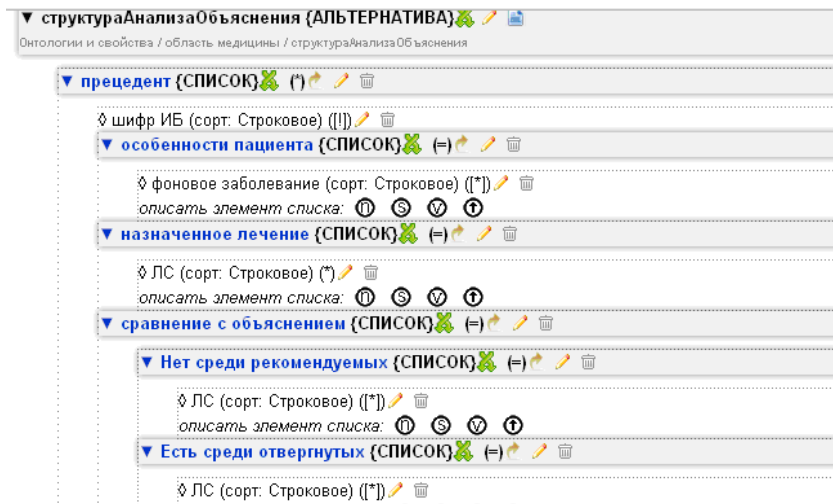 ▼ структураАнализаОбъяснения {АЛЬТЕРНАТИВА}
Онтологии и свойства / область медицины / структураАнализаОбъяснения
▼ прецедент {СПИСОК} (*)
◊ шифр ИБ (сорт: Строковое) ([!])
▼ особенности пациента {СПИСОК} (=)
◊ фоновое заболевание (сорт: Строковое) ([*])
описать элемент списка: n s v
▼ назначенное лечение {СПИСОК} (=)
◊ ЛС (сорт: Строковое) (*)
описать элемент списка: n s v
▼ сравнение с объяснением {СПИСОК} (=)
▼ Нет среди рекомендуемых {СПИСОК} (=)
◊ ЛС (сорт: Строковое) ([*])
описать элемент списка: n s v
▼ Есть среди отвергнутых {СПИСОК} (=)
◊ ЛС (сорт: Строковое) ([*])